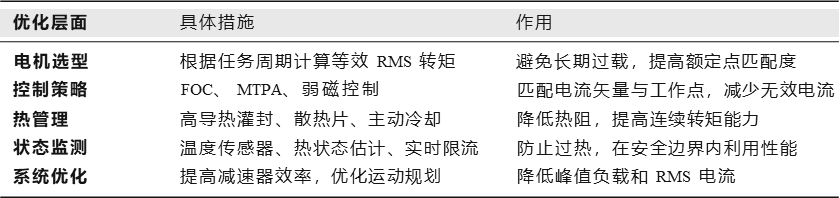 优化层面 具体措施 作用
电机选型 根据任务周期计算等效 RMS 转矩 避免长期过载，提高额定点匹配度
控制策略 FOC、 MTPA、弱磁控制 匹配电流矢量与工作点，减少无效电流
热管理 高导热灌封、散热片、主动冷却 降低热阻，提高连续转矩能力
状态监测 温度传感器、热状态估计、实时限流 防止过热，在安全边界内利用性能
系统优化 提高减速器效率，优化运动规划 降低峰值负载和 RMS 电流